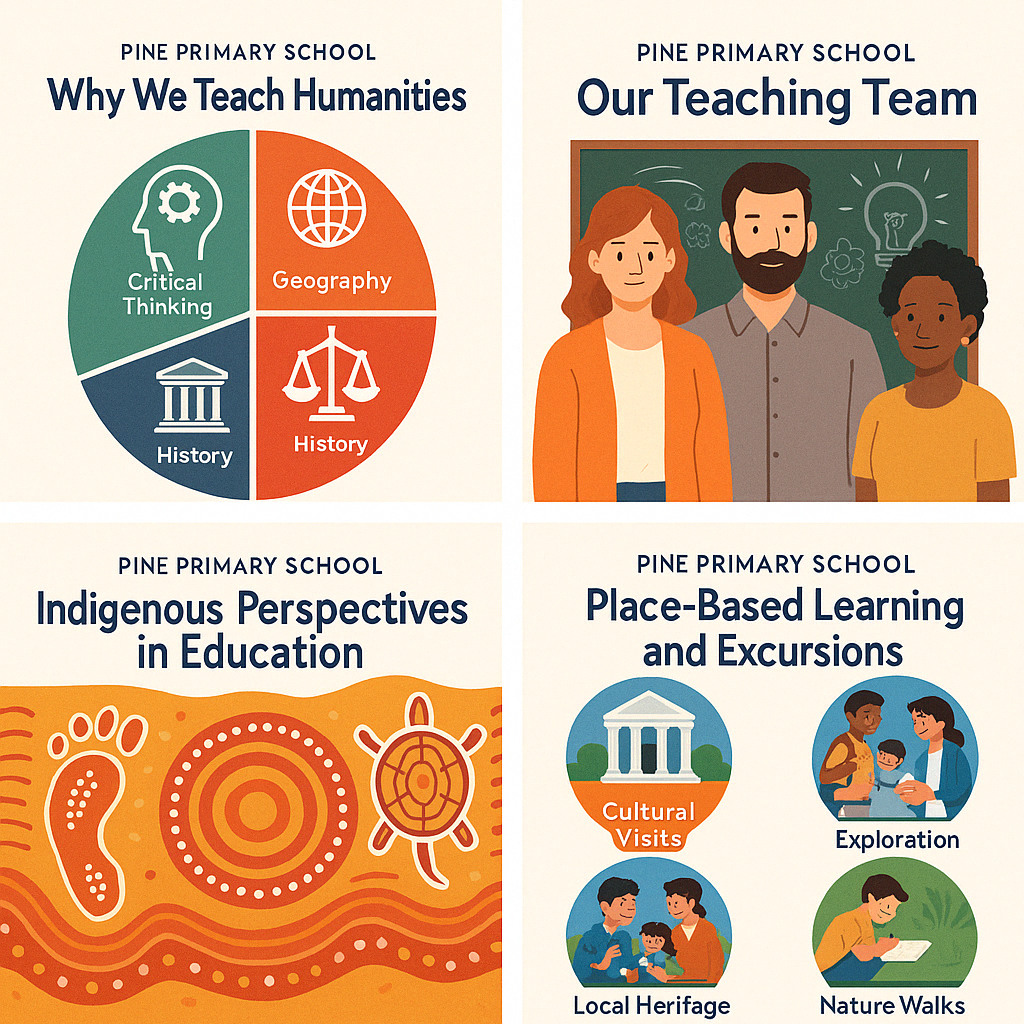 PINE PRIMARY SCHOOL
Why We Teach Humanities
Critical
Thinking
Geography
History
History
PINE PRIMARY SCHOOL
Our Teaching Team
PINE PRIMARY SCHOOL
Indigenous Perspectives
in Education
PINE PRIMARY SCHOOL
Place-Based Learning
and Excursions
Cultural
Visits
Exploration
Local Herifage
Nature Walks